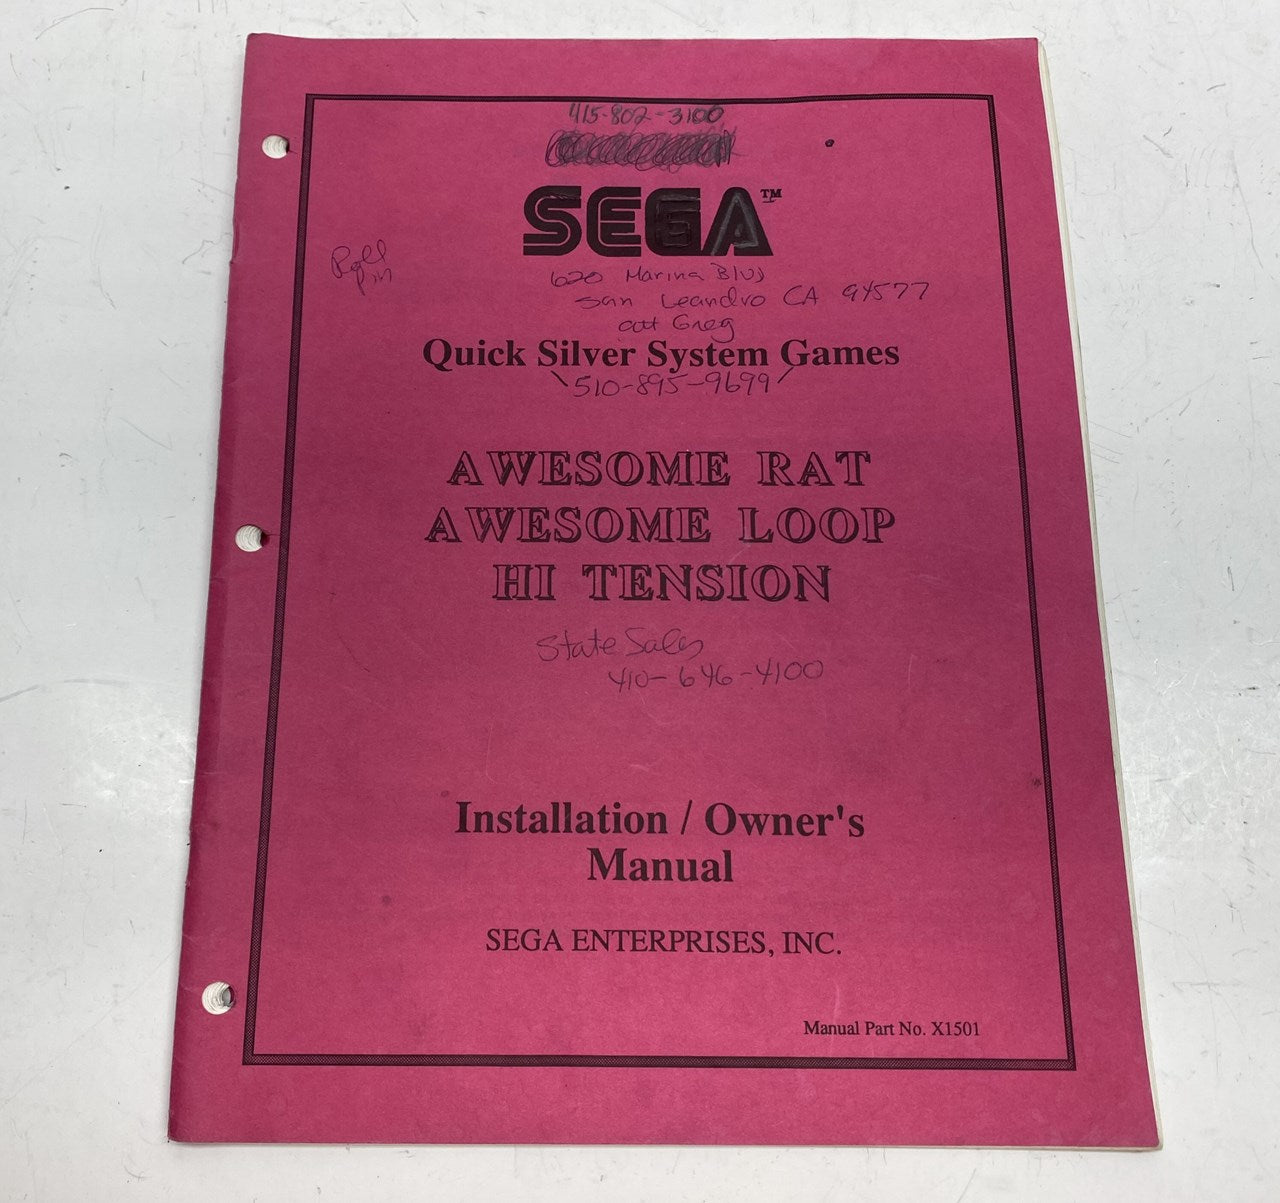 415-802-3100
SEGA™
Roll
Pin
620 Marina Blvd
San Leandro CA 94577
att Greg
Quick Silver System Games
510-895-9699
AWESOME RAT
AWESOME LOOP
HI TENSION
State Sales
410-646-4100
Installation / Owner's
Manual
SEGA ENTERPRISES, INC.
Manual Part No. X1501